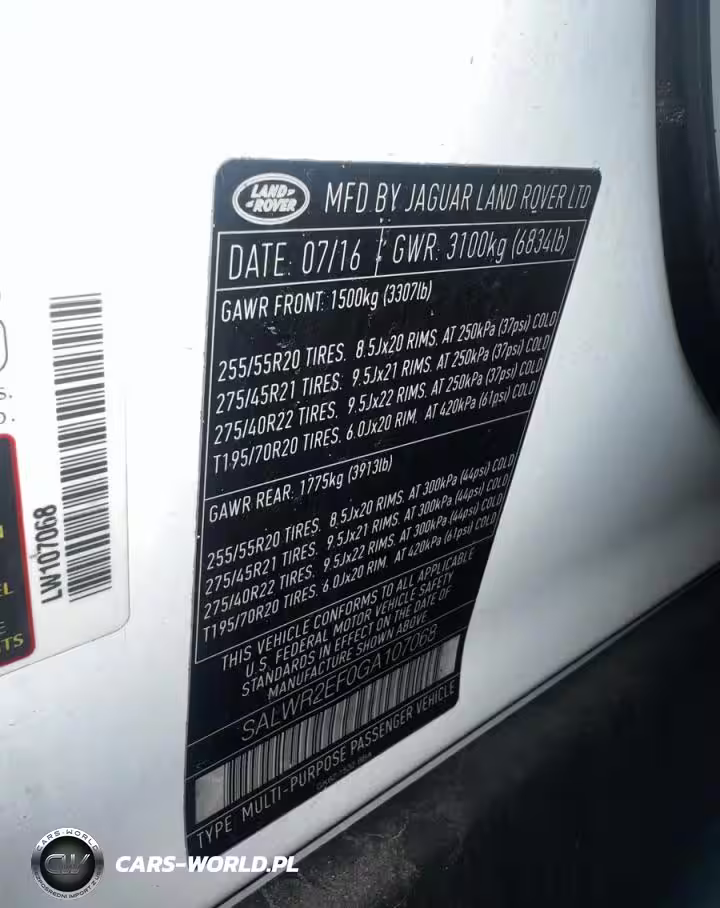 LAND ROVER
MFD BY JAGUAR LAND ROVER LTD
DATE: 07/16 GWR: 3100kg (6834lb)
GAWR FRONT: 1500kg (3307lb)
255/55R20 TIRES. 8.5Jx20 RIMS. AT 250kPa (37psi) COLD
275/45R21 TIRES. 9.5Jx21 RIMS. AT 250kPa (37psi) COLD
275/40R22 TIRES. 9.5Jx22 RIMS. AT 250kPa (37psi) COLD
T195/70R20 TIRES. 6.0Jx20 RIM. AT 420kPa (61psi) COLD
GAWR REAR: 1775kg (3913lb)
255/55R20 TIRES. 8.5Jx20 RIMS. AT 300kPa (44psi) COLD
275/45R21 TIRES. 9.5Jx21 RIMS. AT 300kPa (44psi) COLD
275/40R22 TIRES. 9.5Jx22 RIMS. AT 300kPa (44psi) COLD
T195/70R20 TIRES. 6.0Jx20 RIM. AT 420kPa (61psi) COLD
THIS VEHICLE CONFORMS TO ALL APPLICABLE
U.S. FEDERAL MOTOR VEHICLE SAFETY
STANDARDS IN EFFECT ON THE DATE OF
MANUFACTURE SHOWN ABOVE
SALWR2EF0GA107068
TYPE: MULTI-PURPOSE PASSENGER VEHICLE
LW107068
CARS-WORLD
CW
CARS-WORLD.PL